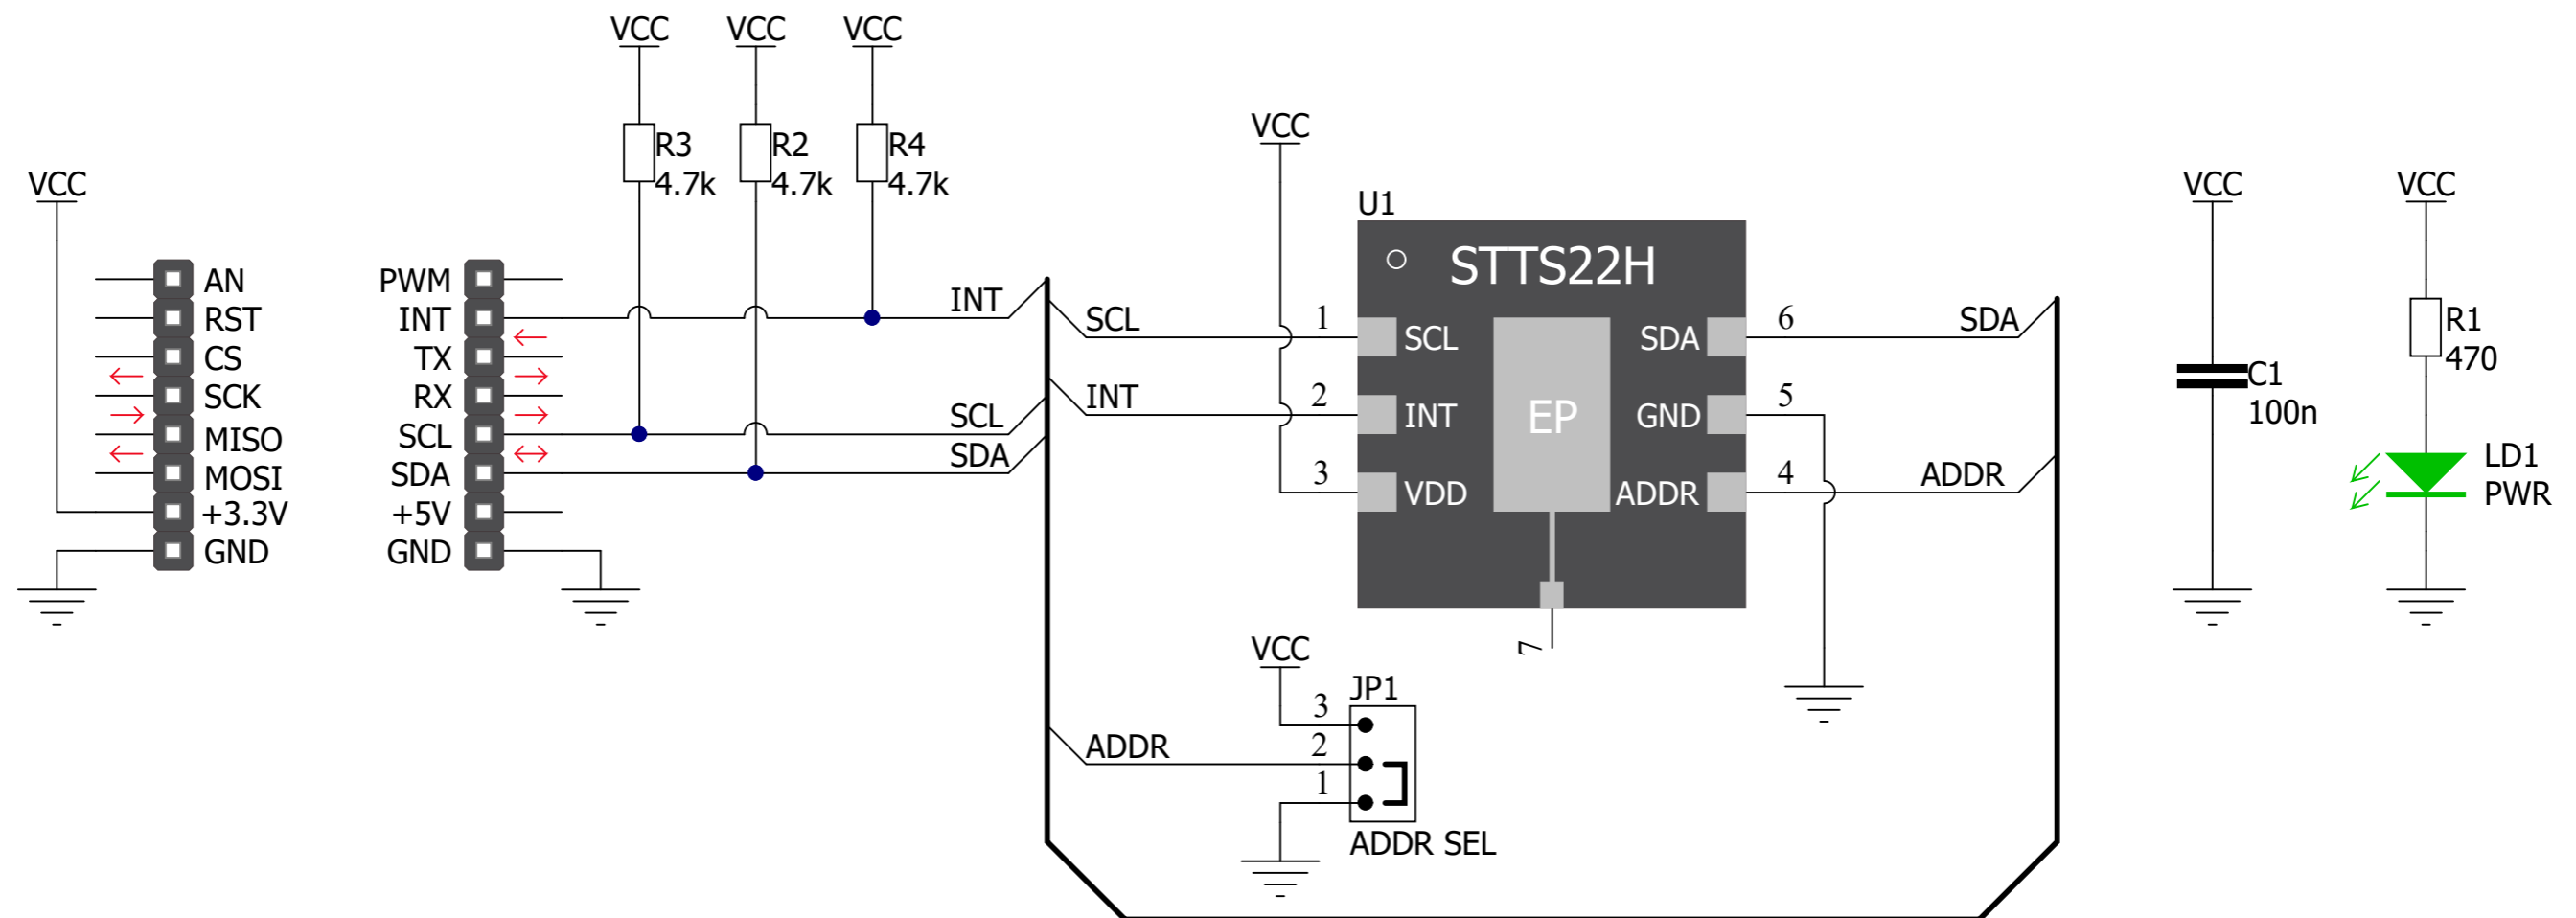 VCC
VCC
VCC
R3
4.7k
R2
4.7k
R4
4.7k
VCC
AN
RST
CS
SCK
MISO
MOSI
+3.3V
GND
PWM
INT
TX
RX
SCL
SDA
+5V
GND
INT
SCL
SDA
VCC
U1
STTS22H
SCL
1
SCL
INT
2
INT
3
VDD
EP
7
SDA
6
SDA
GND
5
ADDR
4
ADDR
VCC
JP1
3
ADDR
2
1
ADDR SEL
VCC
C1
100n
VCC
R1
470
LD1
PWR